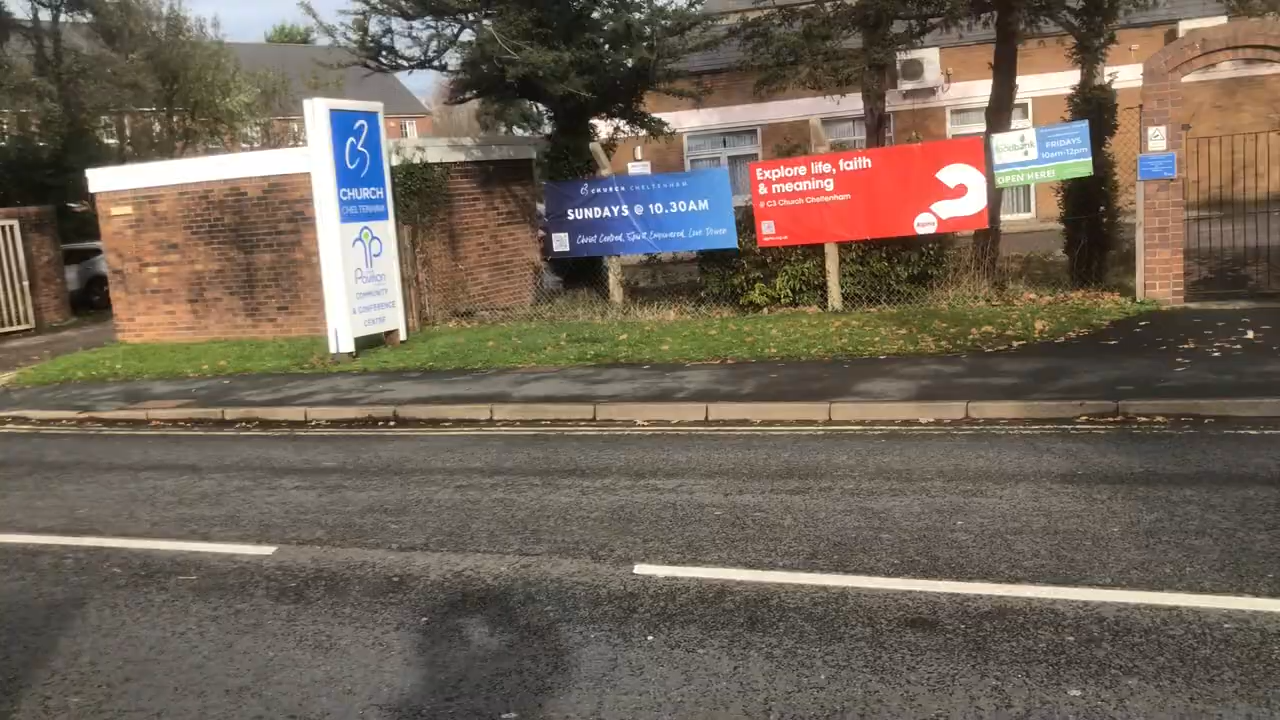 C3
CHURCH
CHELTENHAM
Pavilion
COMMUNITY
& CONFERENCE
CENTRE
C3 CHURCH CHELTENHAM
SUNDAYS @ 10.30AM
Christ Centred, Spirit Empowered, Love Driven
Explore life, faith
& meaning
@ C3 Church Cheltenham
Alpha
foodbank
FRIDAYS
10am-12pm
OPEN HERE!